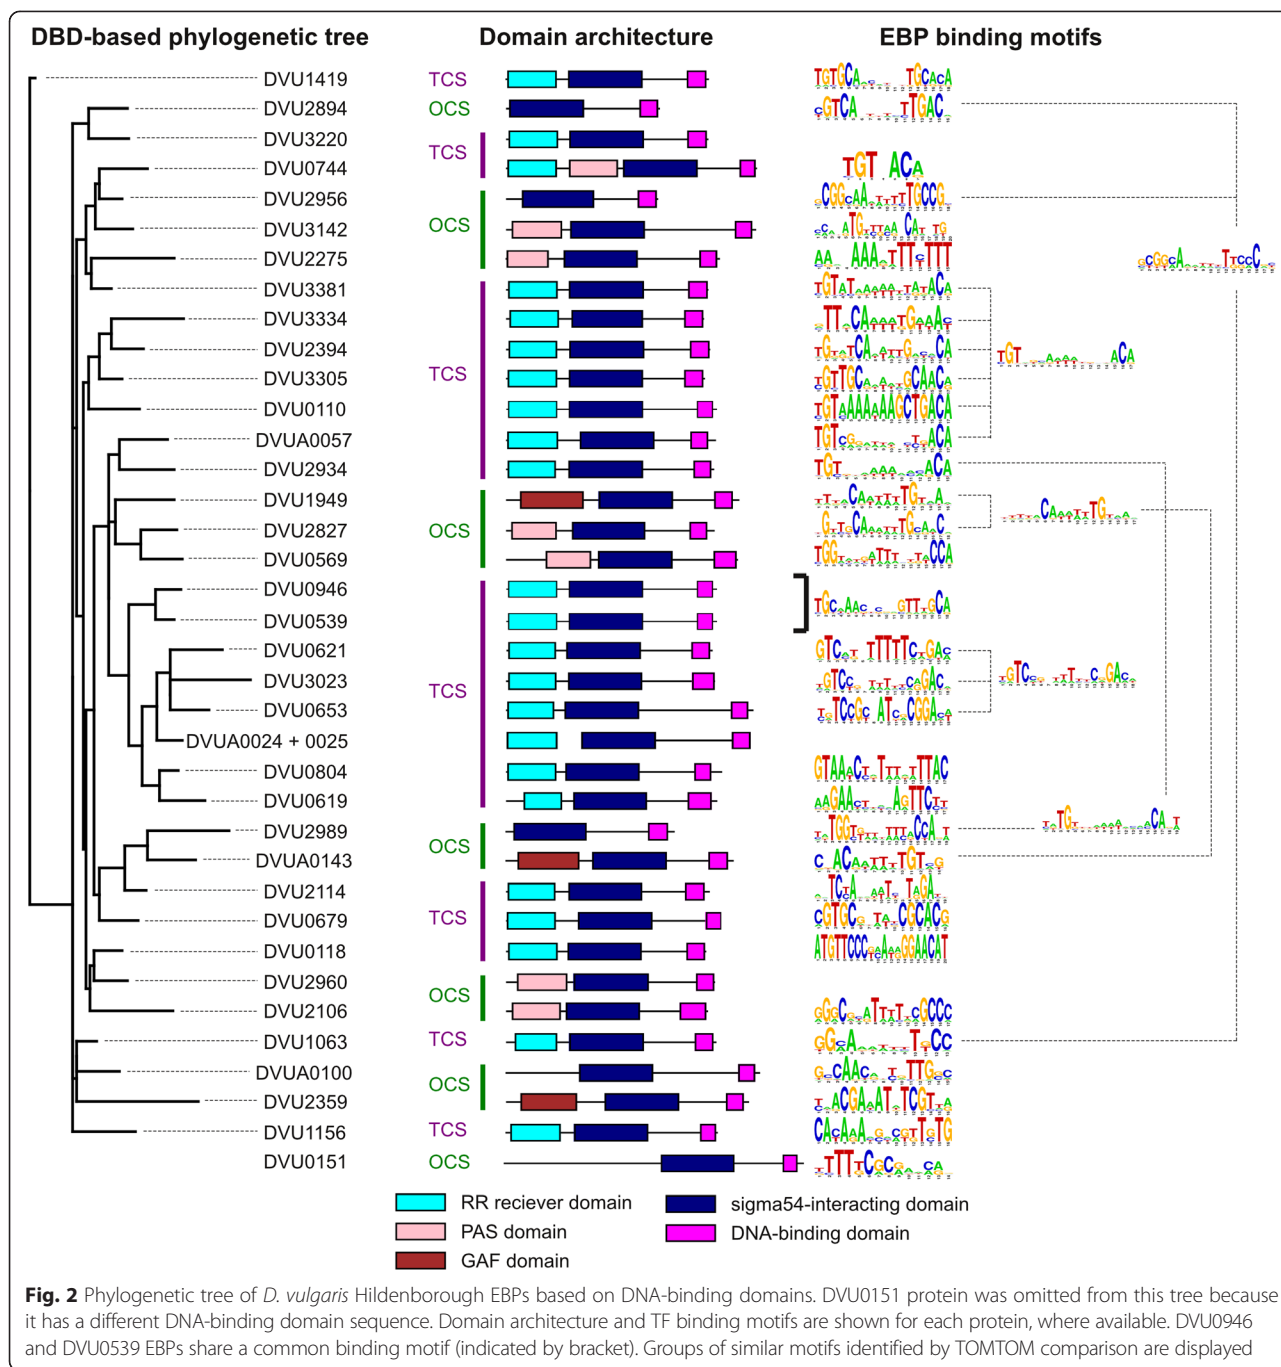 DBD-based phylogenetic tree
Domain architecture
EBP binding motifs
DVU1419 TCS
DVU2894 OCS
DVU3220
TCS
DVU0744
DVU2956
DVU3142 OCS
DVU2275
DVU3381
DVU3334
DVU2394
DVU3305 TCS
DVU0110
DVUA0057
DVU2934
DVU1949
DVU2827 OCS
DVU0569
DVU0946
DVU0539
DVU0621
DVU3023 TCS
DVU0653
DVUA0024 + 0025
DVU0804
DVU0619
DVU2989
OCS
DVUA0143
DVU2114
DVU0679 TCS
DVU0118
DVU2960
OCS
DVU2106
DVU1063 TCS
DVUA0100
OCS
DVU2359
DVU1156 TCS
DVU0151 OCS
RR reciever domain
sigma54-interacting domain
PAS domain
DNA-binding domain
GAF domain
Fig. 2 Phylogenetic tree of D. vulgaris Hildenborough EBPs based on DNA-binding domains. DVU0151 protein was omitted from this tree because
it has a different DNA-binding domain sequence. Domain architecture and TF binding motifs are shown for each protein, where available. DVU0946
and DVU0539 EBPs share a common binding motif (indicated by bracket). Groups of similar motifs identified by TOMTOM comparison are displayed